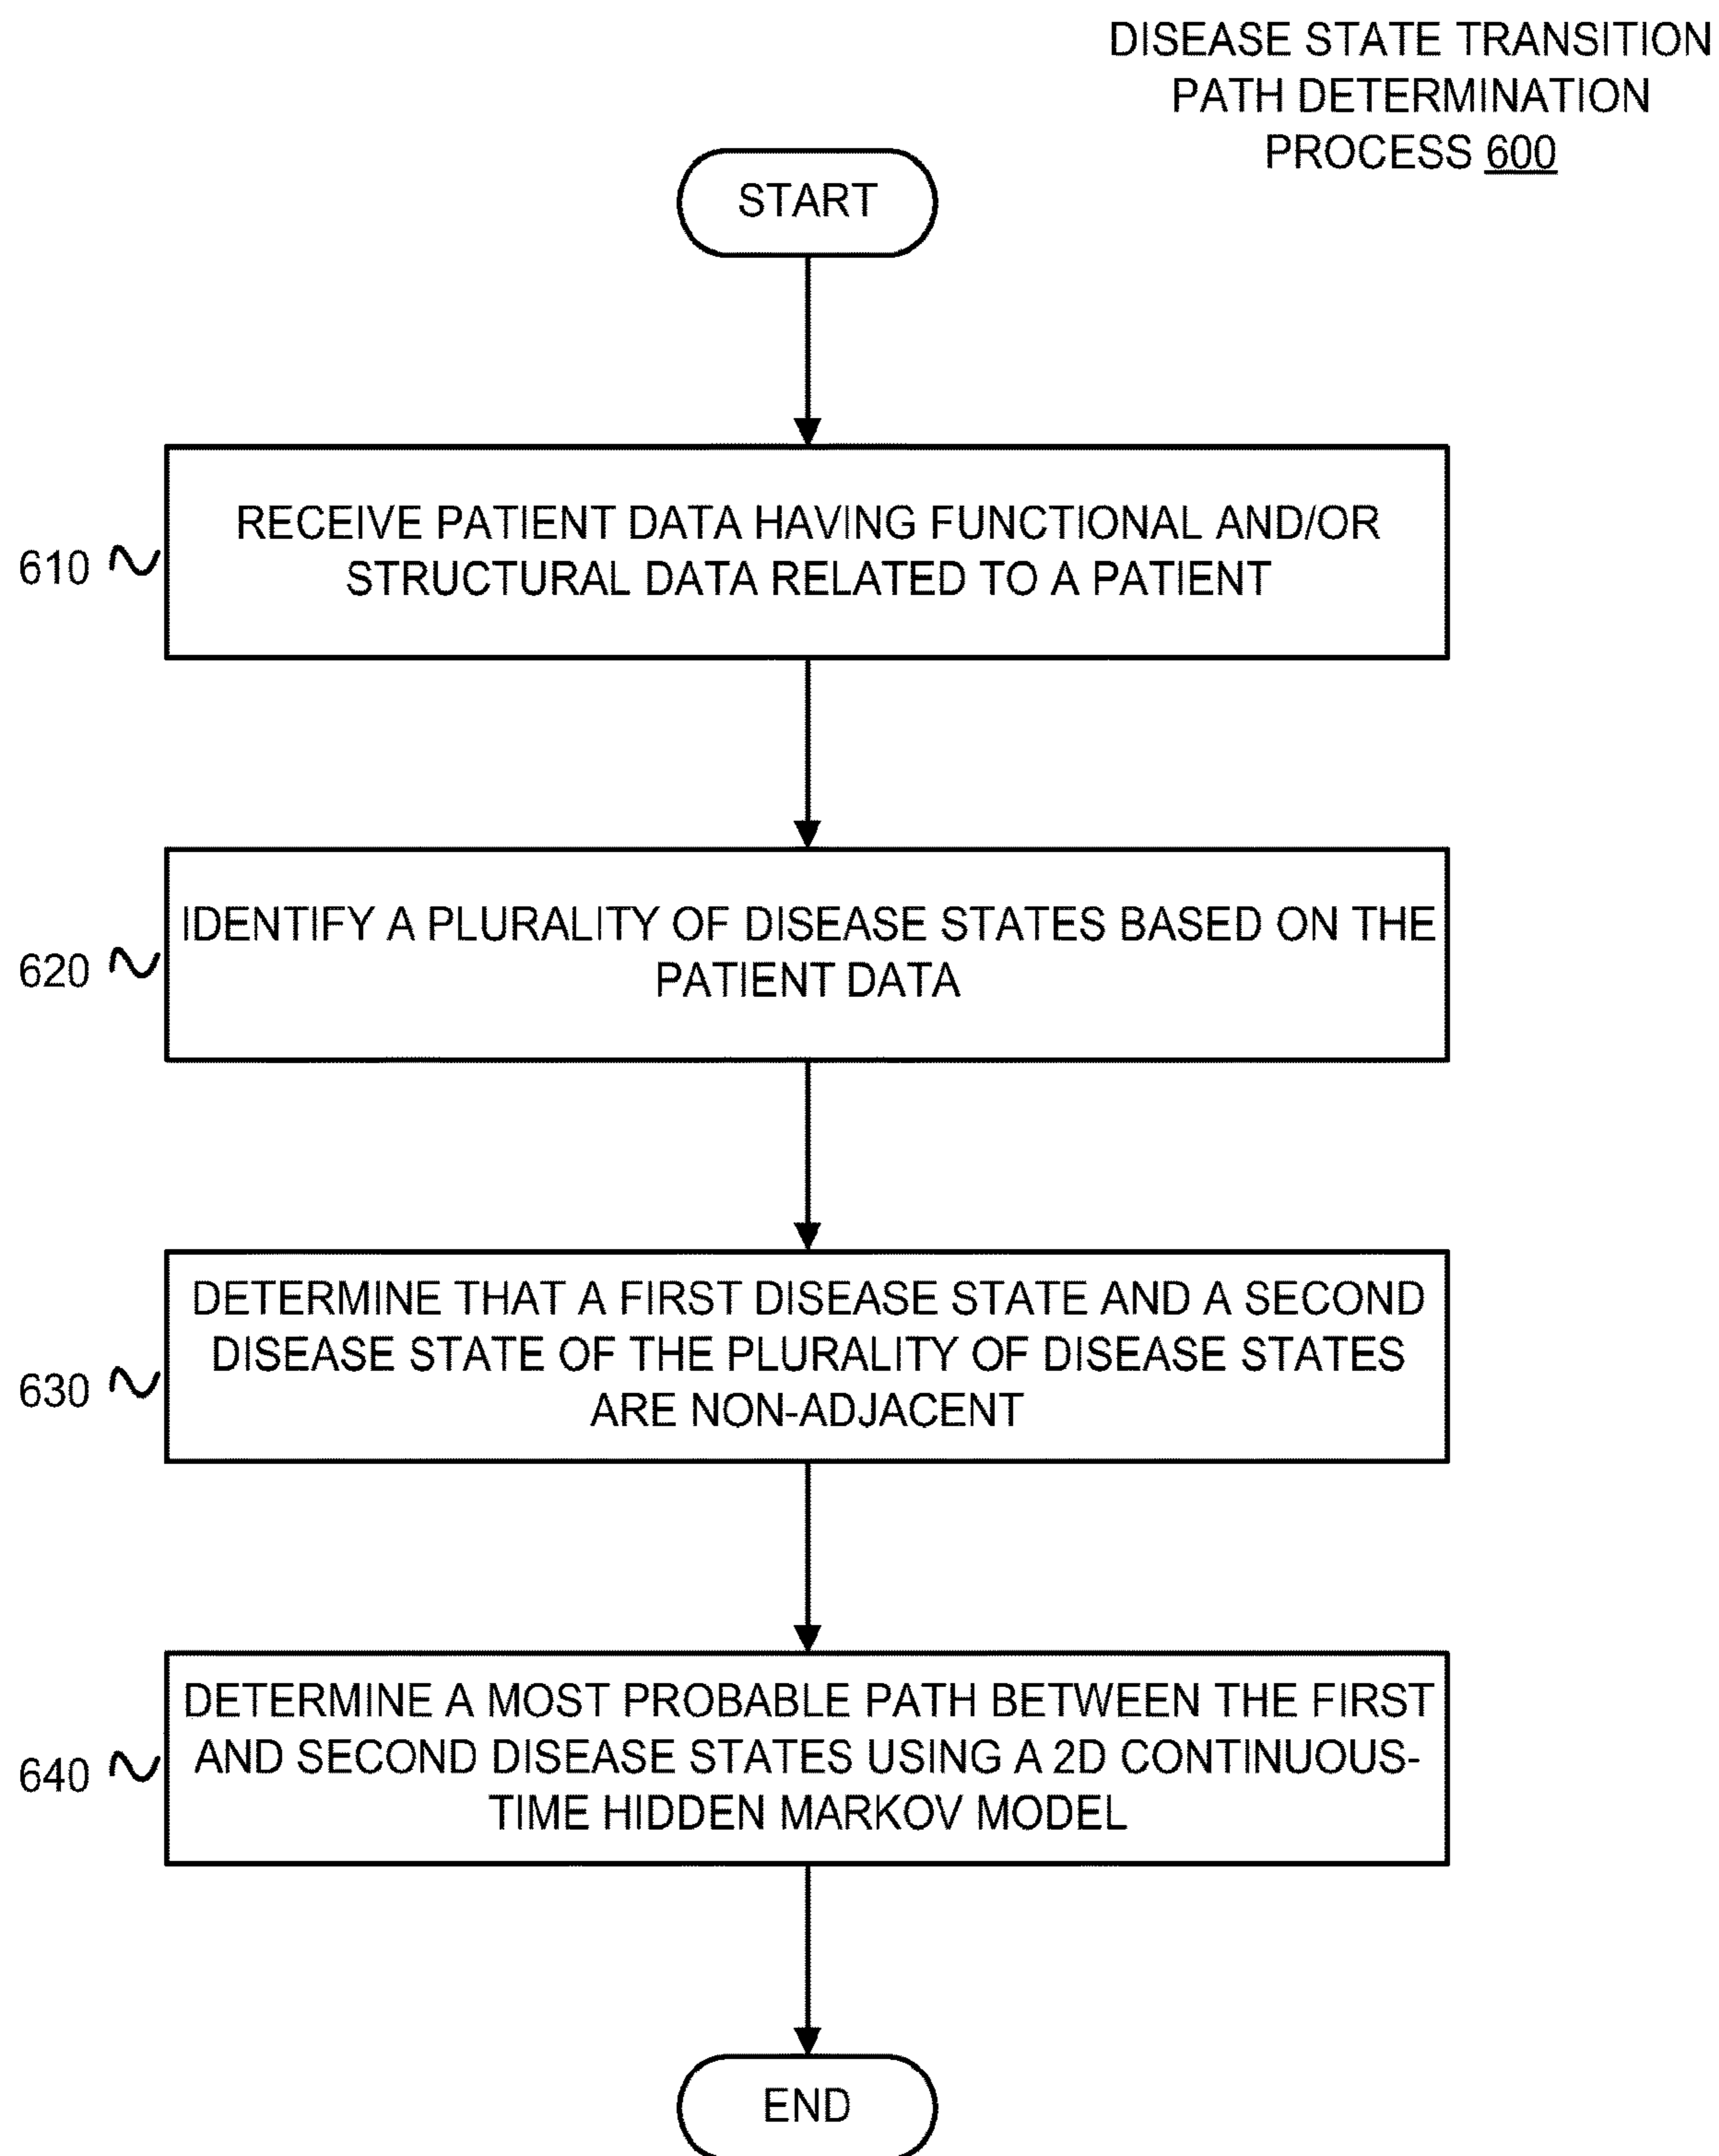 DISEASE STATE TRANSITION
PATH DETERMINATION
PROCESS 600
START
610
RECEIVE PATIENT DATA HAVING FUNCTIONAL AND/OR
STRUCTURAL DATA RELATED TO A PATIENT
620
IDENTIFY A PLURALITY OF DISEASE STATES BASED ON THE
PATIENT DATA
630
DETERMINE THAT A FIRST DISEASE STATE AND A SECOND
DISEASE STATE OF THE PLURALITY OF DISEASE STATES
ARE NON-ADJACENT
640
DETERMINE A MOST PROBABLE PATH BETWEEN THE FIRST
AND SECOND DISEASE STATES USING A 2D CONTINUOUS-
TIME HIDDEN MARKOV MODEL
END